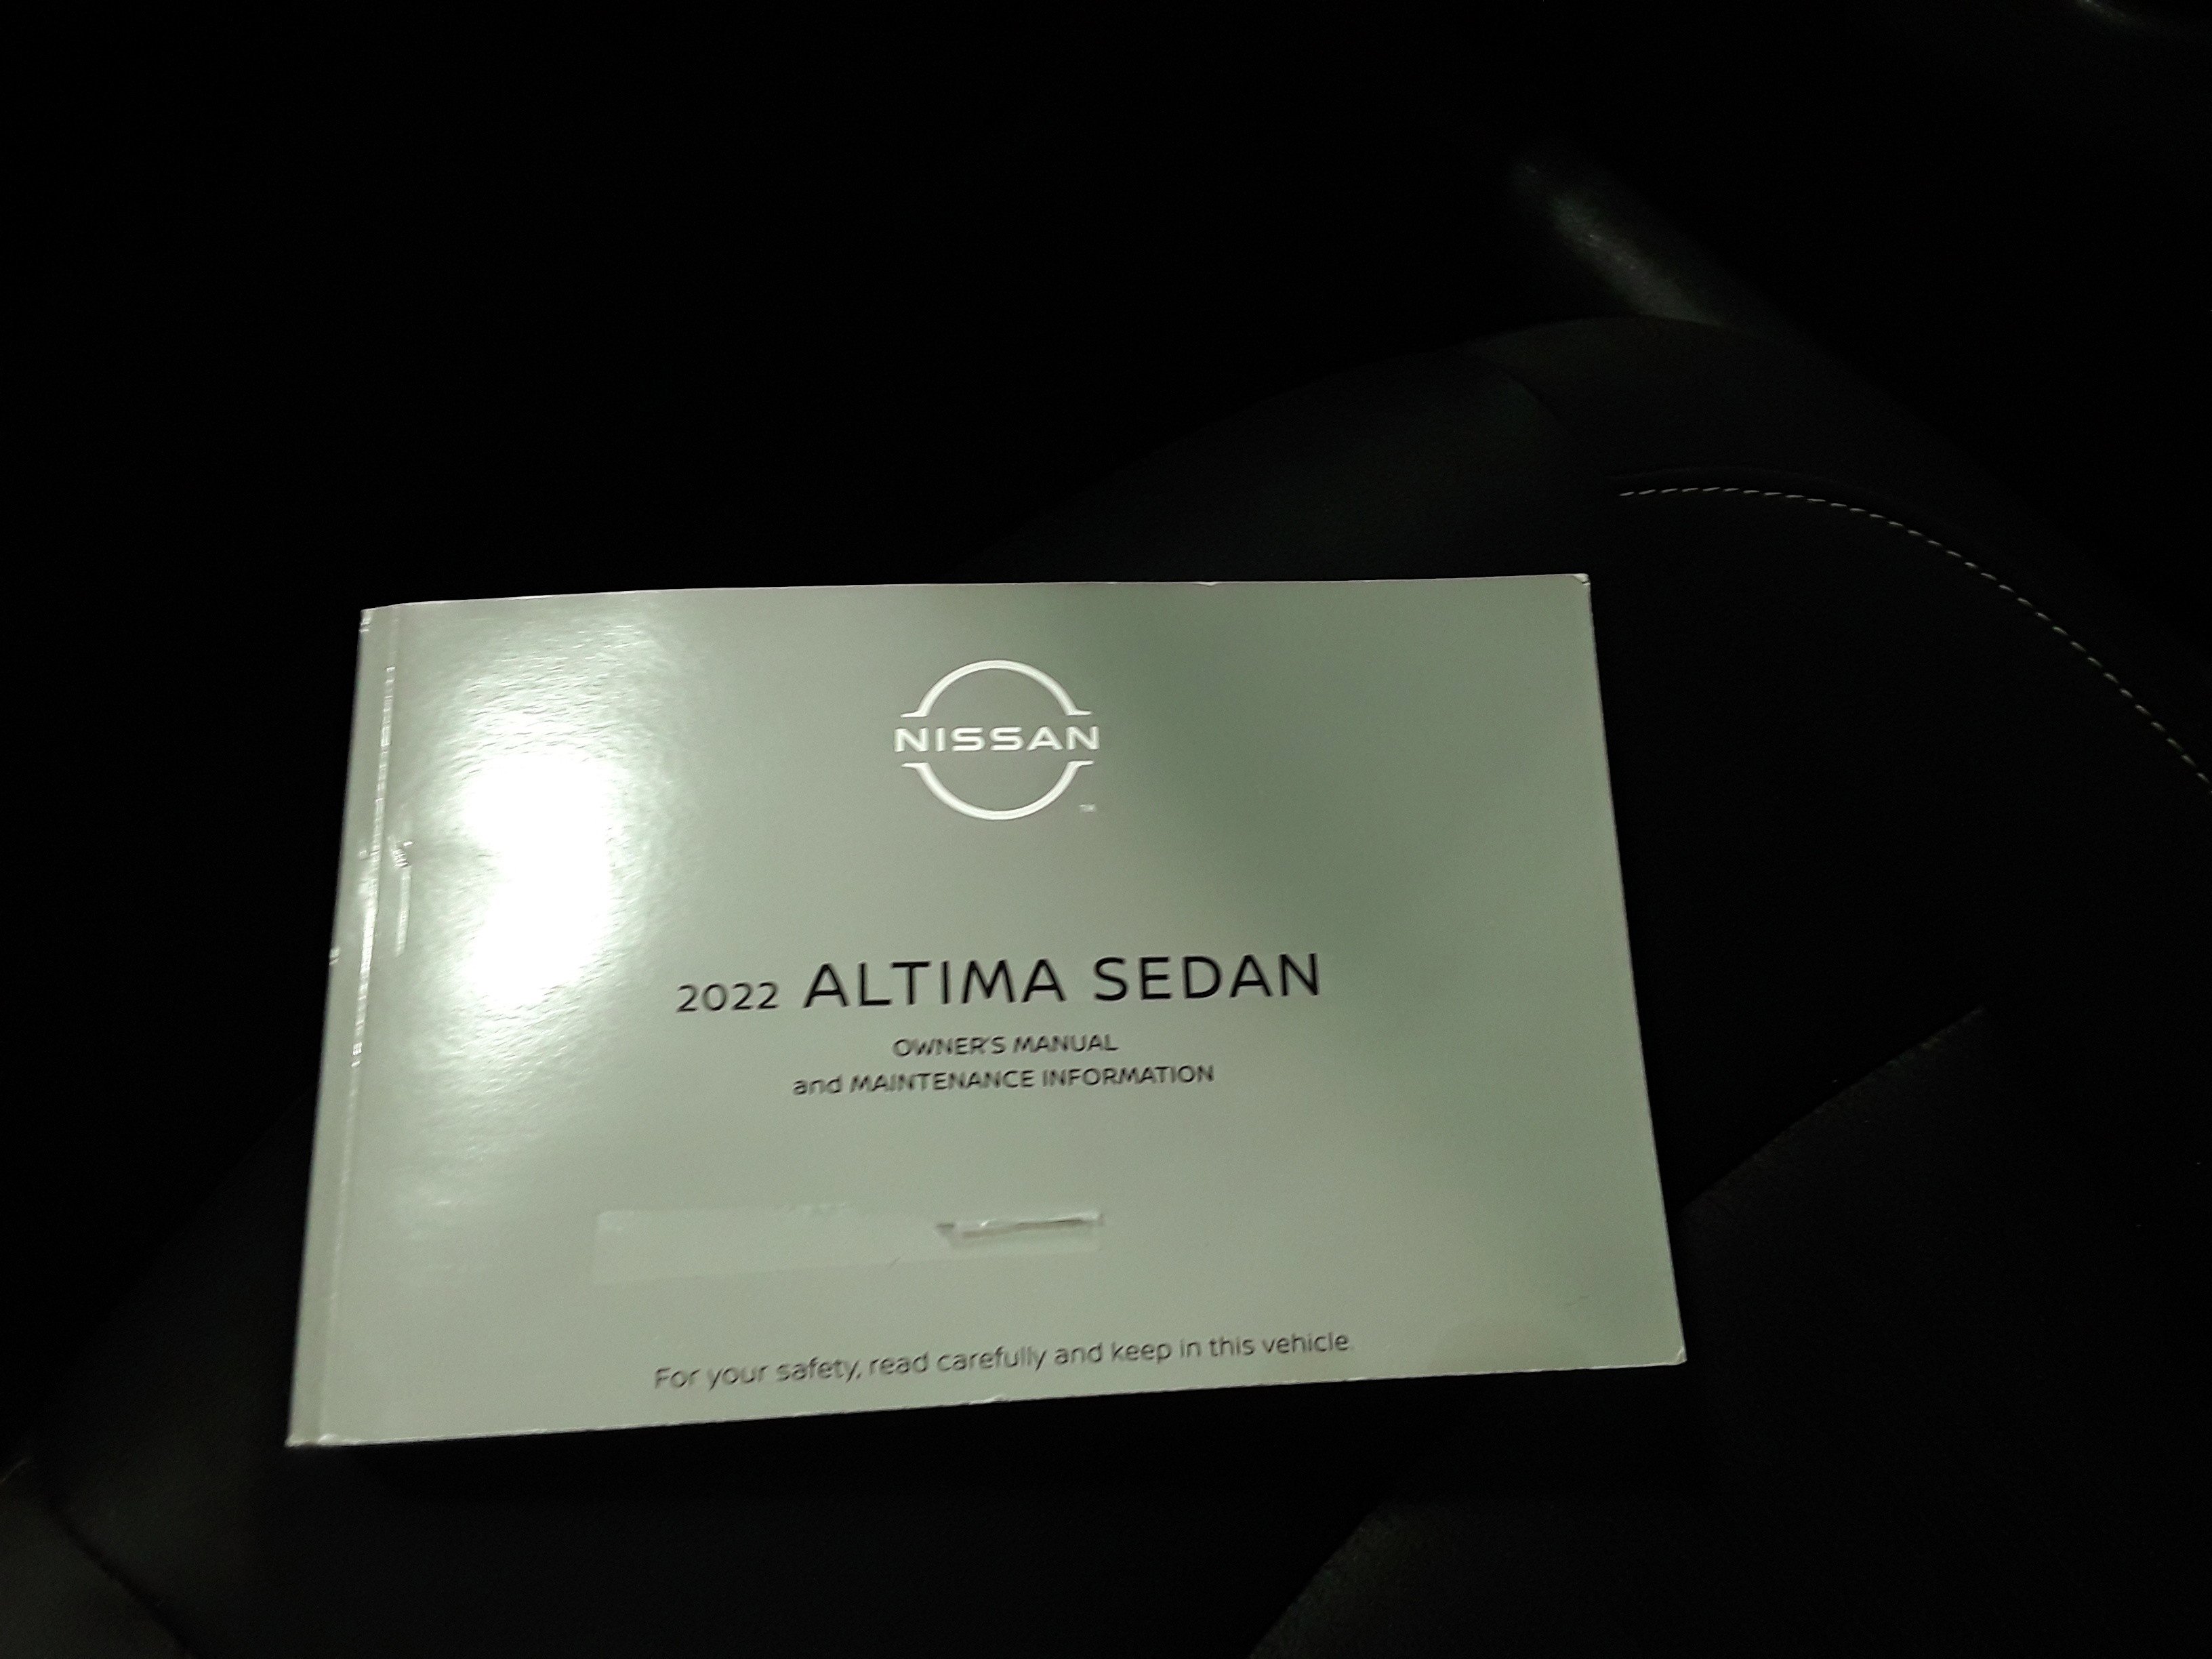 NISSAN
TM
2022 ALTIMA SEDAN
OWNER'S MANUAL
and MAINTENANCE INFORMATION
For your safety, read carefully and keep in this vehicle.